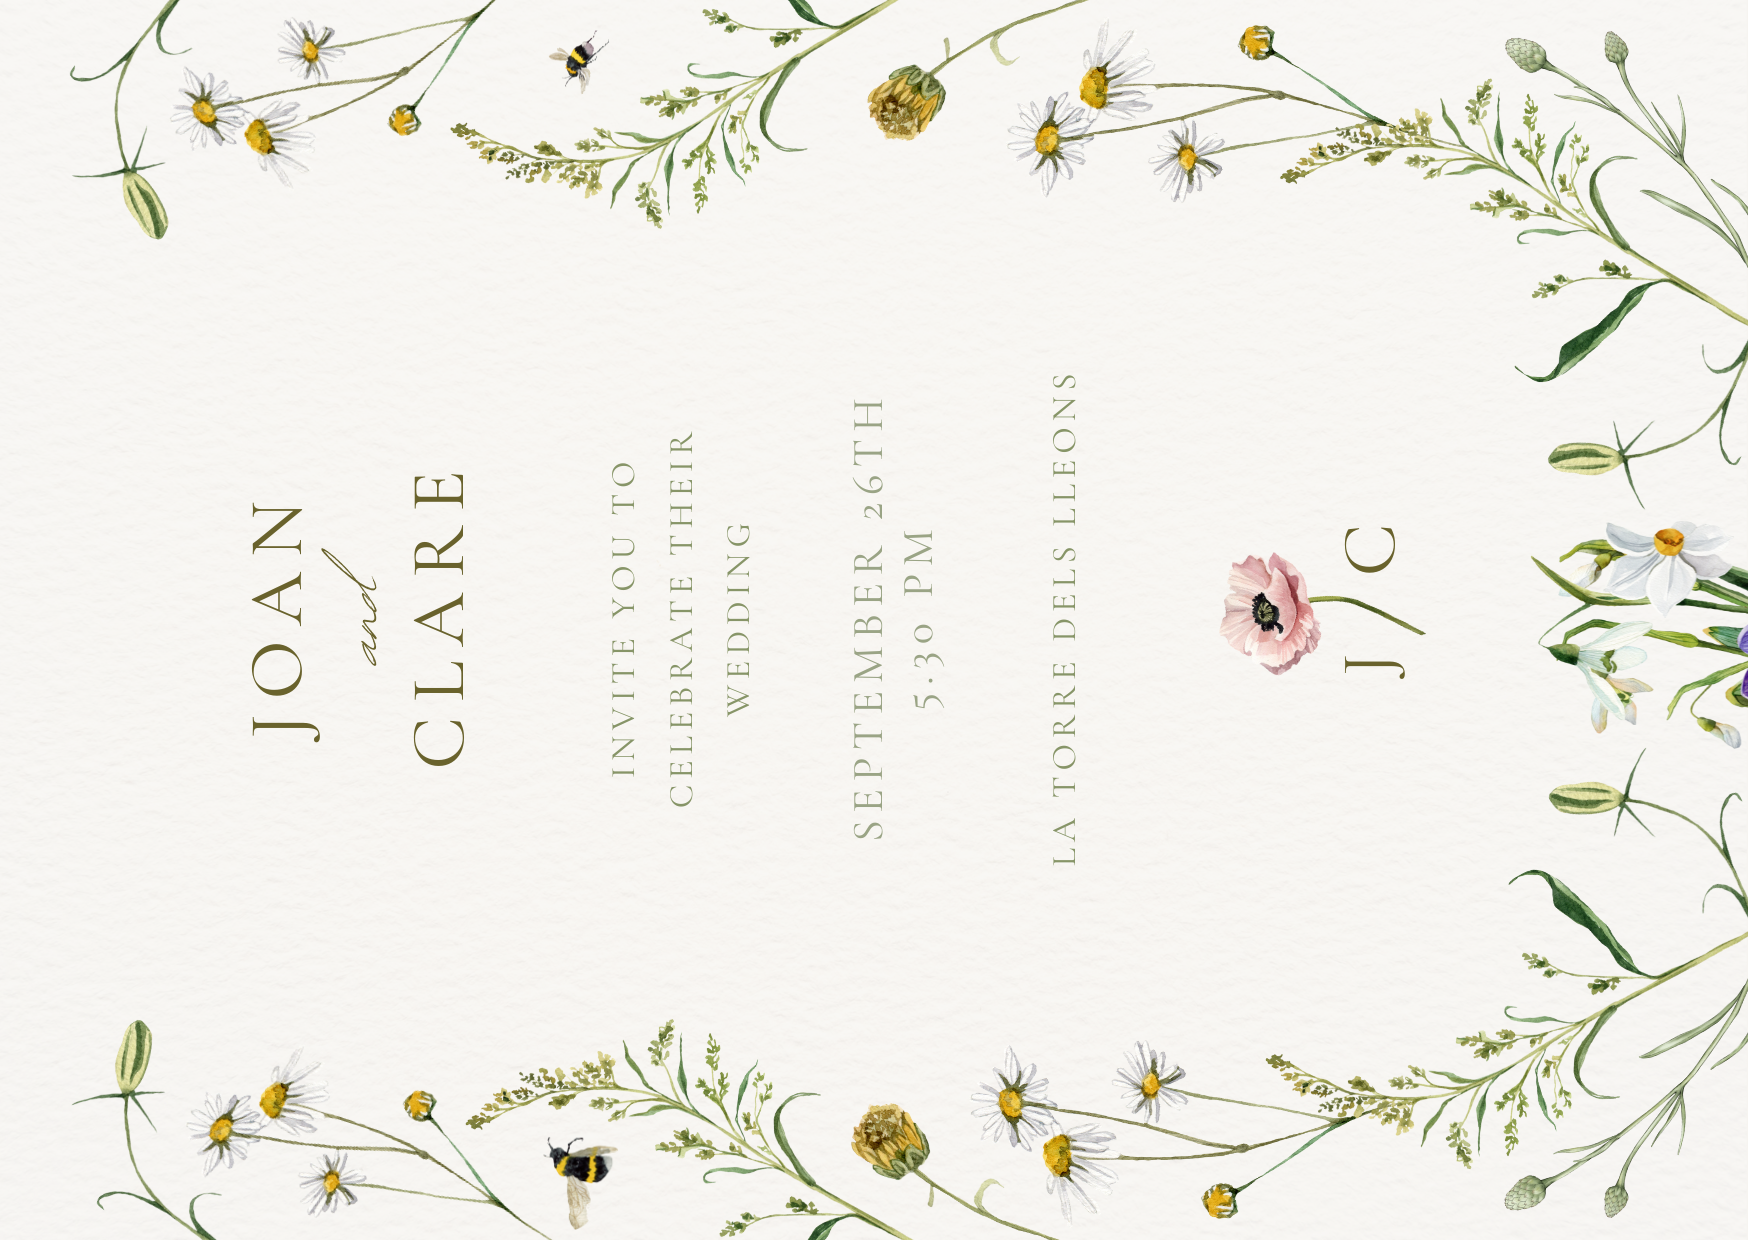 JOAN
and
CLARE
INVITE YOU TO
CELEBRATE THEIR
WEDDING
SEPTEMBER 26TH
5.30 PM
LA TORRE DELS LLEONS
J C